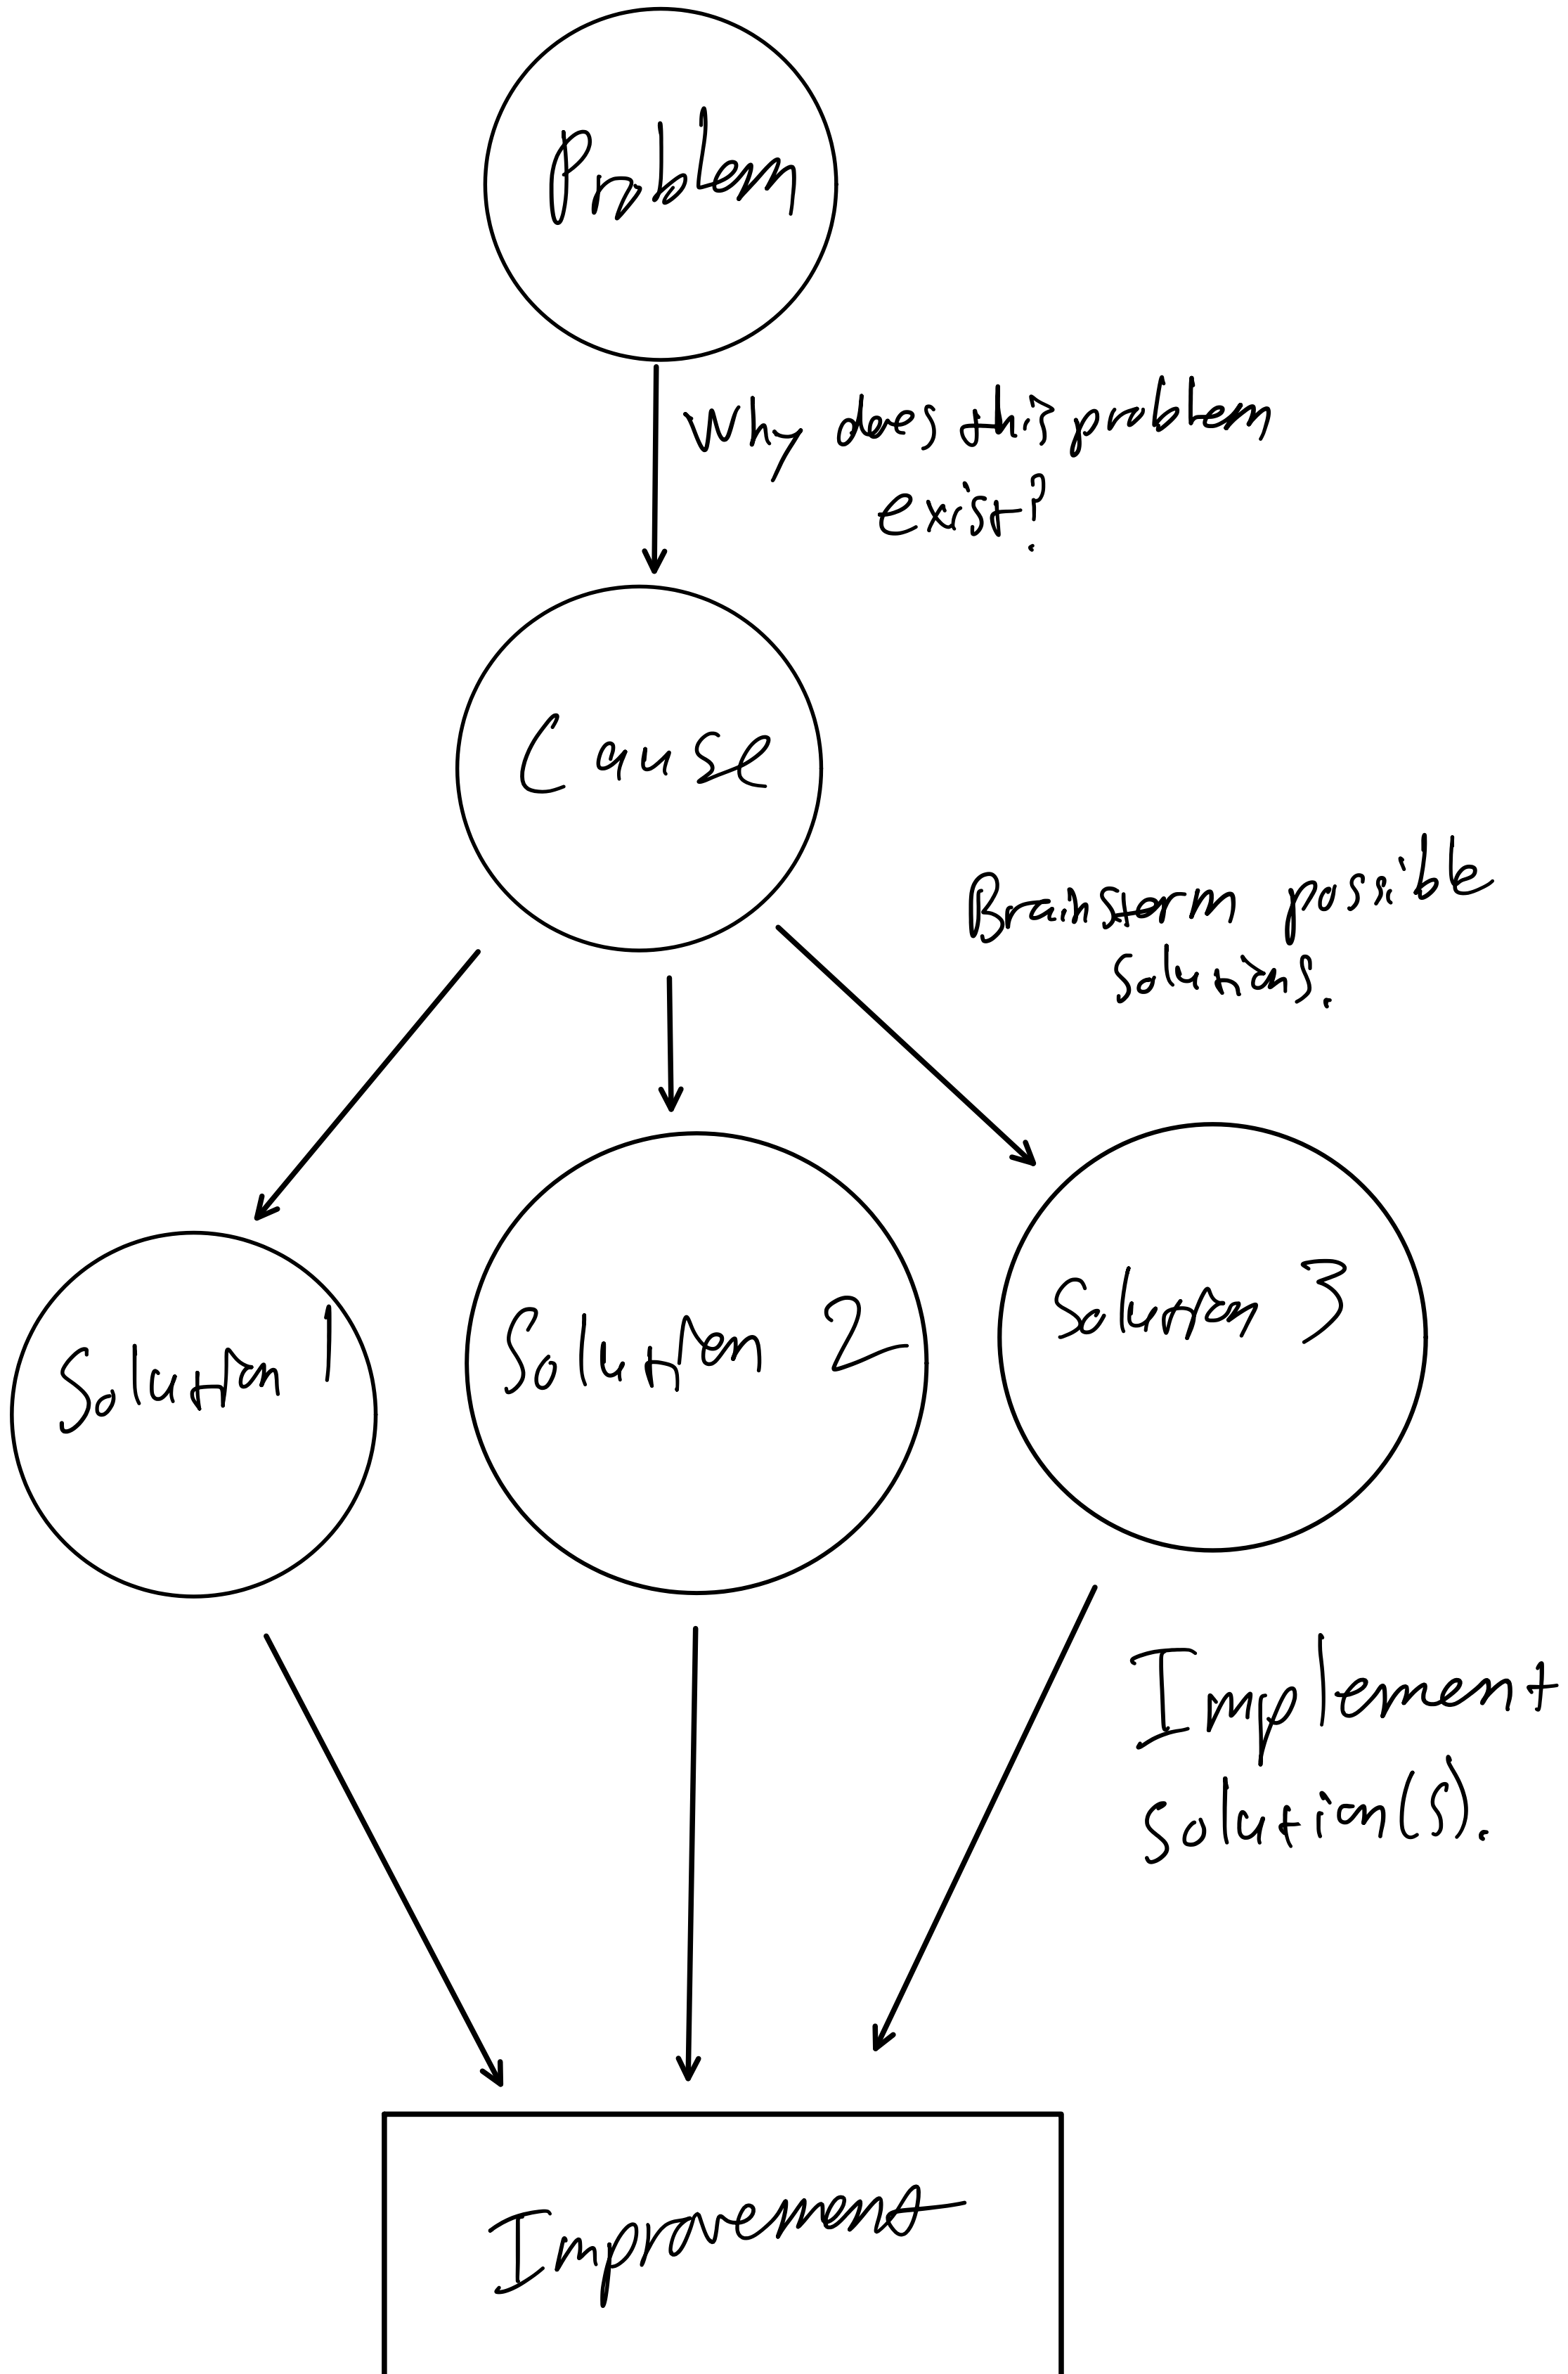 Problem
Why does this problem
exist?
Cause
Brainstorm possible
solutions.
Solution 1
Solution 2
Solution 3
Implement
solution(s).
Improvement